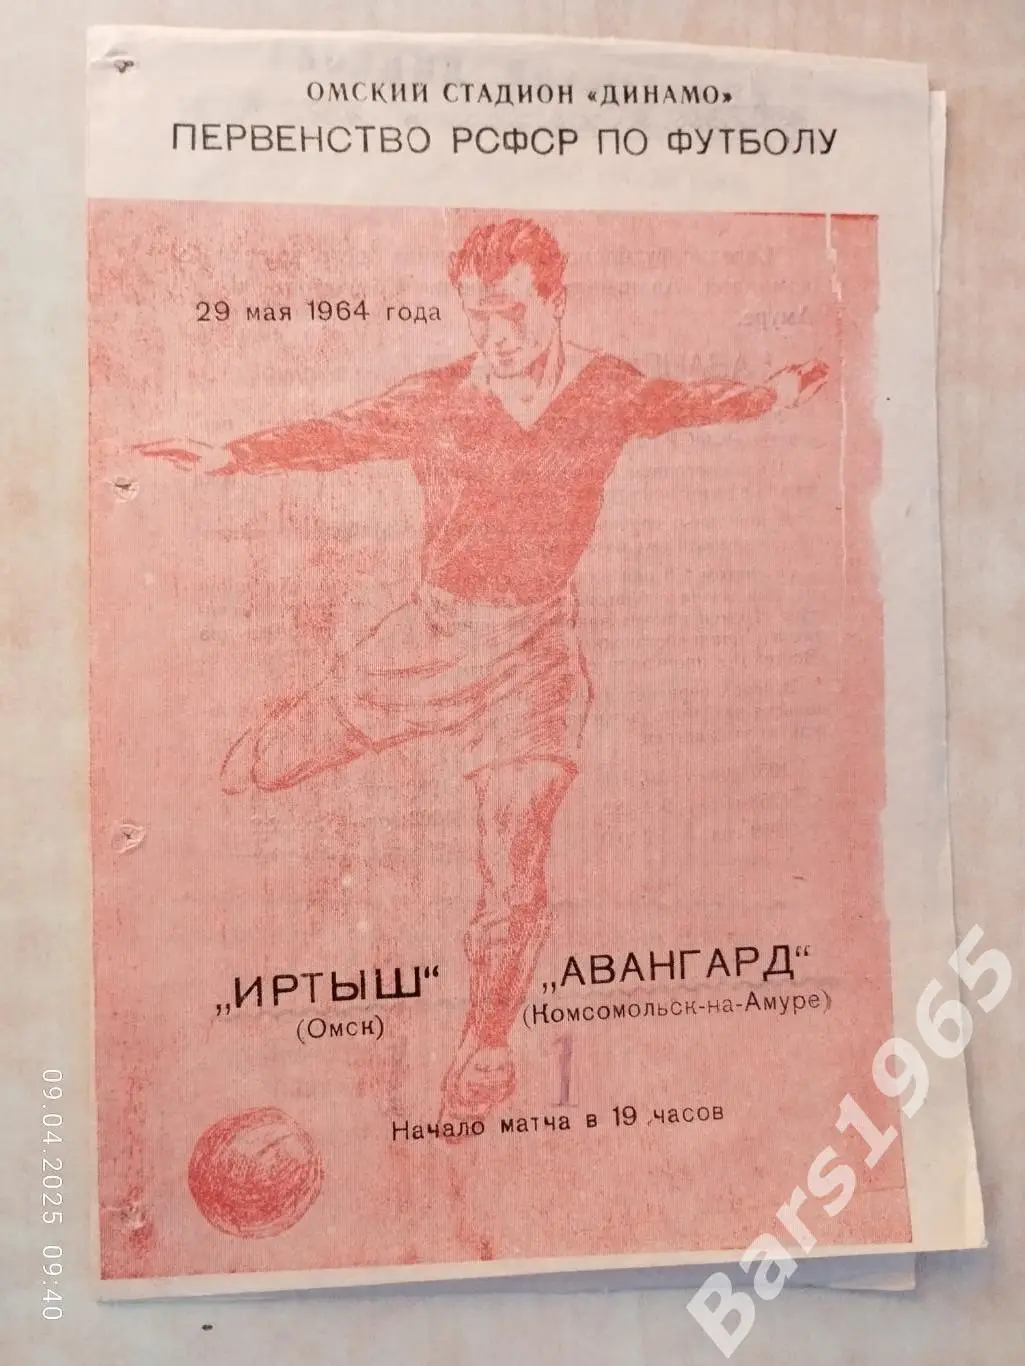 ОМСКИЙ СТАДИОН «ДИНАМО»
ПЕРВЕНСТВО РСФСР ПО ФУТБОЛУ
29 мая 1964 года
„ИРТЫШ“
(Омск)
„АВАНГАРД“
(Комсомольск-на-Амуре)
1
Начало матча в 19 часов
09.04.2025 09:40
Bars1965